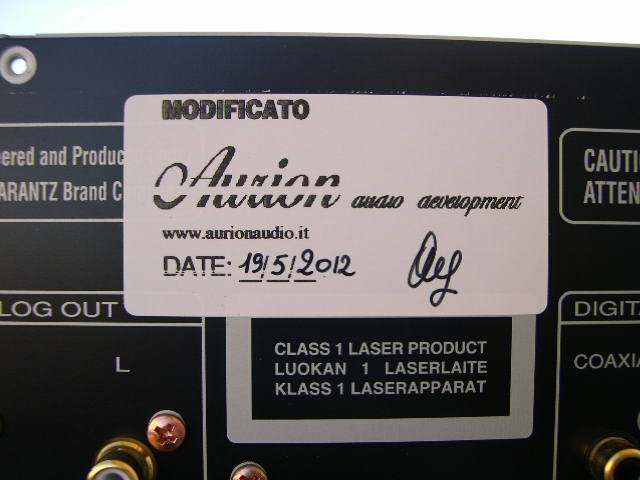 MODIFICATO
Aurion audio development
www.aurionaudio.it
DATE: 19/5/2012
ered and Produc
ARANTZ Brand C
CAUTI
ATTEN
LOG OUT
DIGITA
L
COAXIA
CLASS 1 LASER PRODUCT
LUOKAN 1 LASERLAITE
KLASS 1 LASERAPPARAT